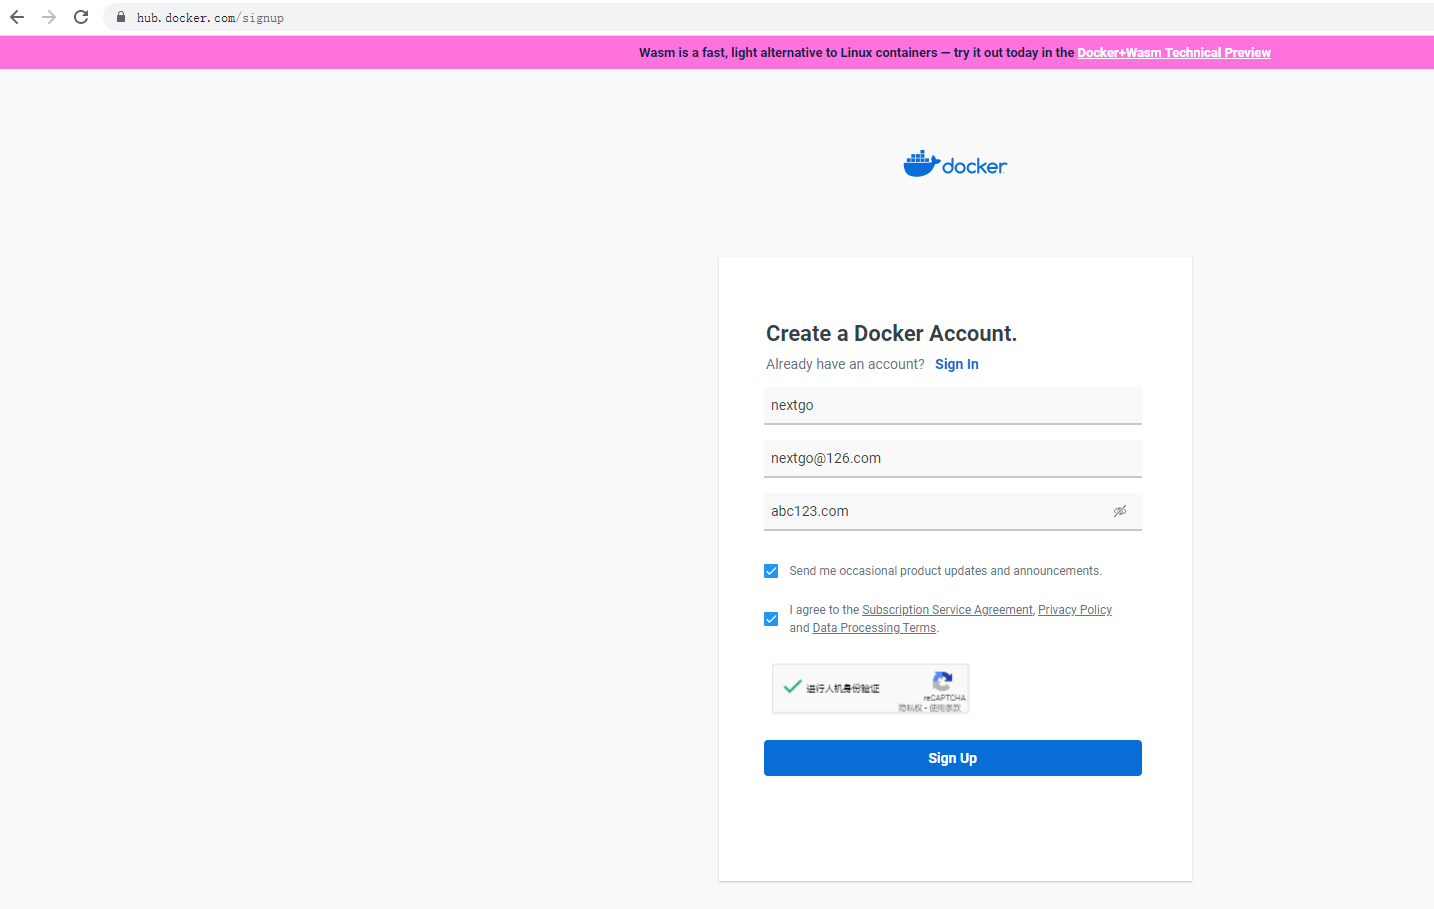 hub.docker.com/signup
Wasm is a fast, light alternative to Linux containers — try it out today in the Docker+Wasm Technical Preview
docker
Create a Docker Account.
Already have an account? Sign In
nextgo
nextgo@126.com
abc123.com
Send me occasional product updates and announcements.
I agree to the Subscription Service Agreement, Privacy Policy
and Data Processing Terms.
进行人机身份验证
reCAPTCHA
隐私权 - 使用条款
Sign Up